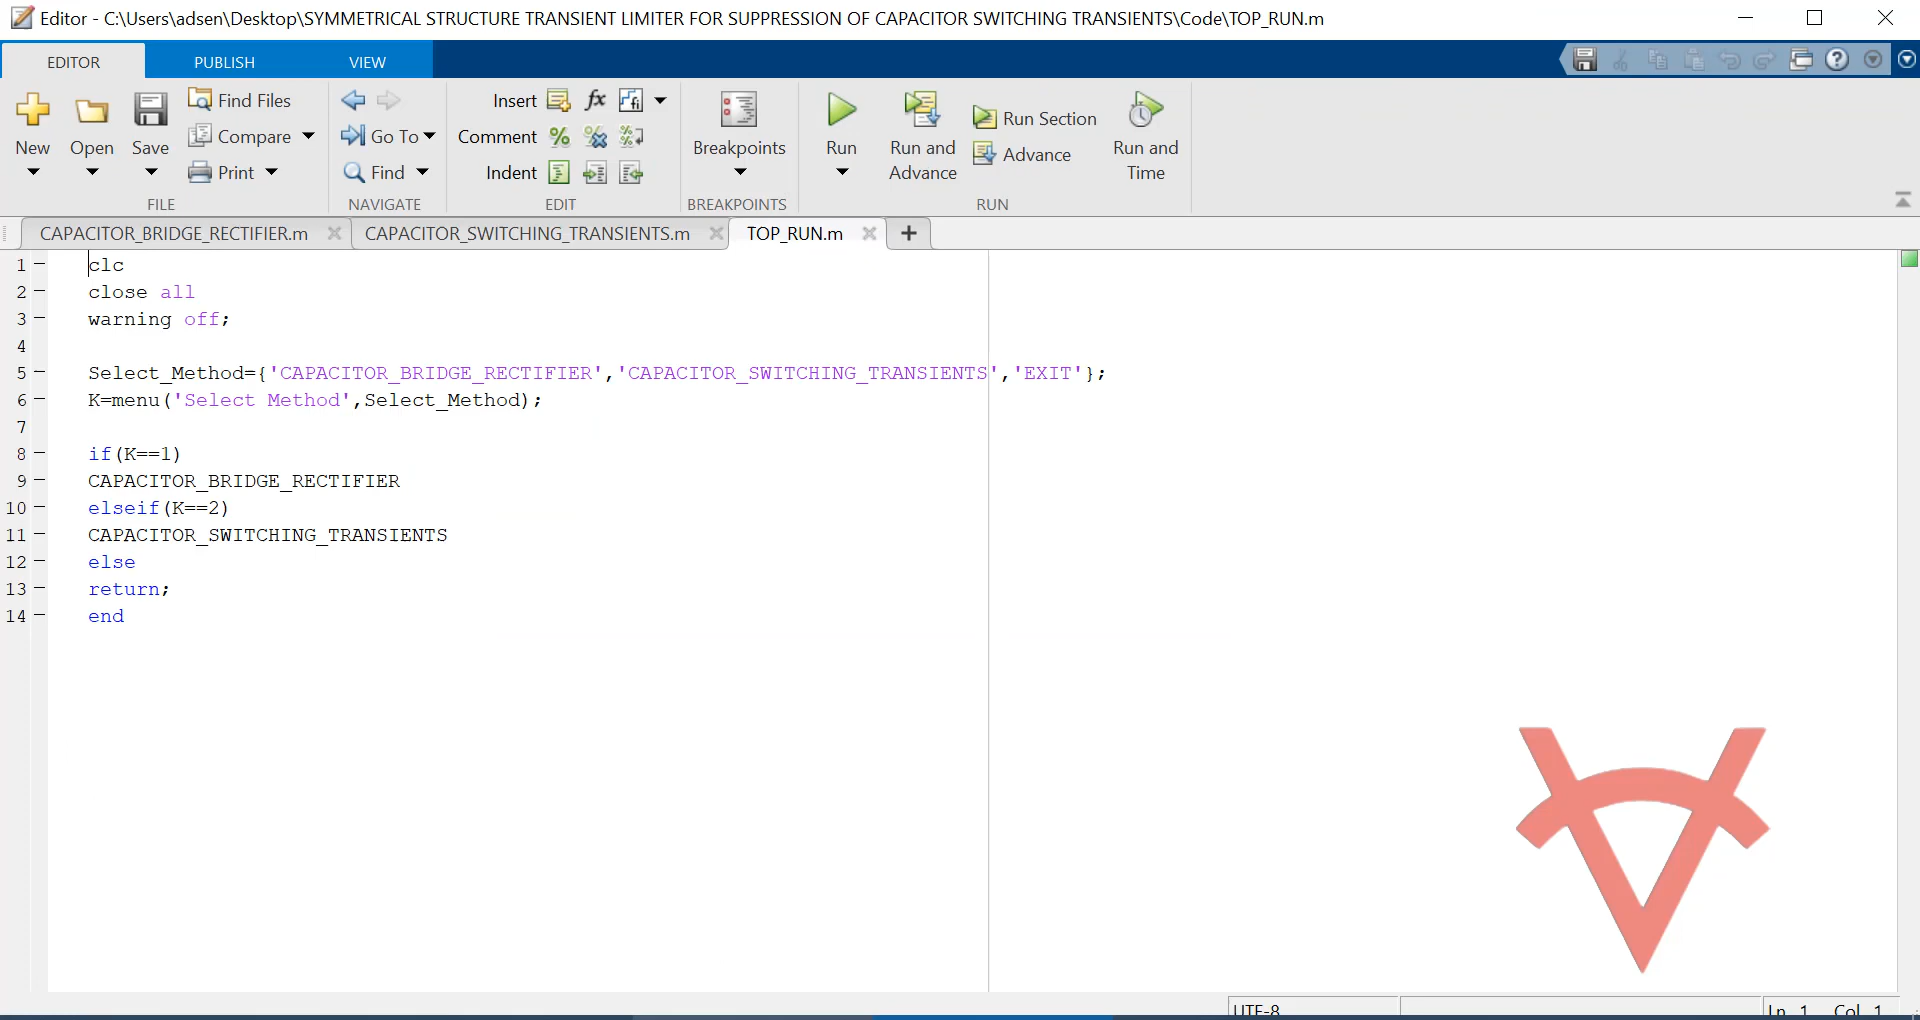 Editor - C:\Users\adsen\Desktop\SYMMETRICAL STRUCTURE TRANSIENT LIMITER FOR SUPPRESSION OF CAPACITOR SWITCHING TRANSIENTS\Code\TOP_RUN.m
EDITOR PUBLISH VIEW
New Open Save
Find Files
Compare
Print
FILE
Go To
Find
NAVIGATE
Insert fx
Comment
Indent
EDIT
Breakpoints
BREAKPOINTS
Run
Run and Advance
Run Section
Advance
Run and Time
RUN
CAPACITOR_BRIDGE_RECTIFIER.m CAPACITOR_SWITCHING_TRANSIENTS.m TOP_RUN.m
1 clc
2 close all
3 warning off;
4
5 Select_Method={'CAPACITOR_BRIDGE_RECTIFIER','CAPACITOR_SWITCHING_TRANSIENTS','EXIT'};
6 K=menu('Select Method',Select_Method);
7
8 if(K==1)
9 CAPACITOR_BRIDGE_RECTIFIER
10 elseif(K==2)
11 CAPACITOR_SWITCHING_TRANSIENTS
12 else
13 return;
14 end
UTF-8 Ln 1 Col 1